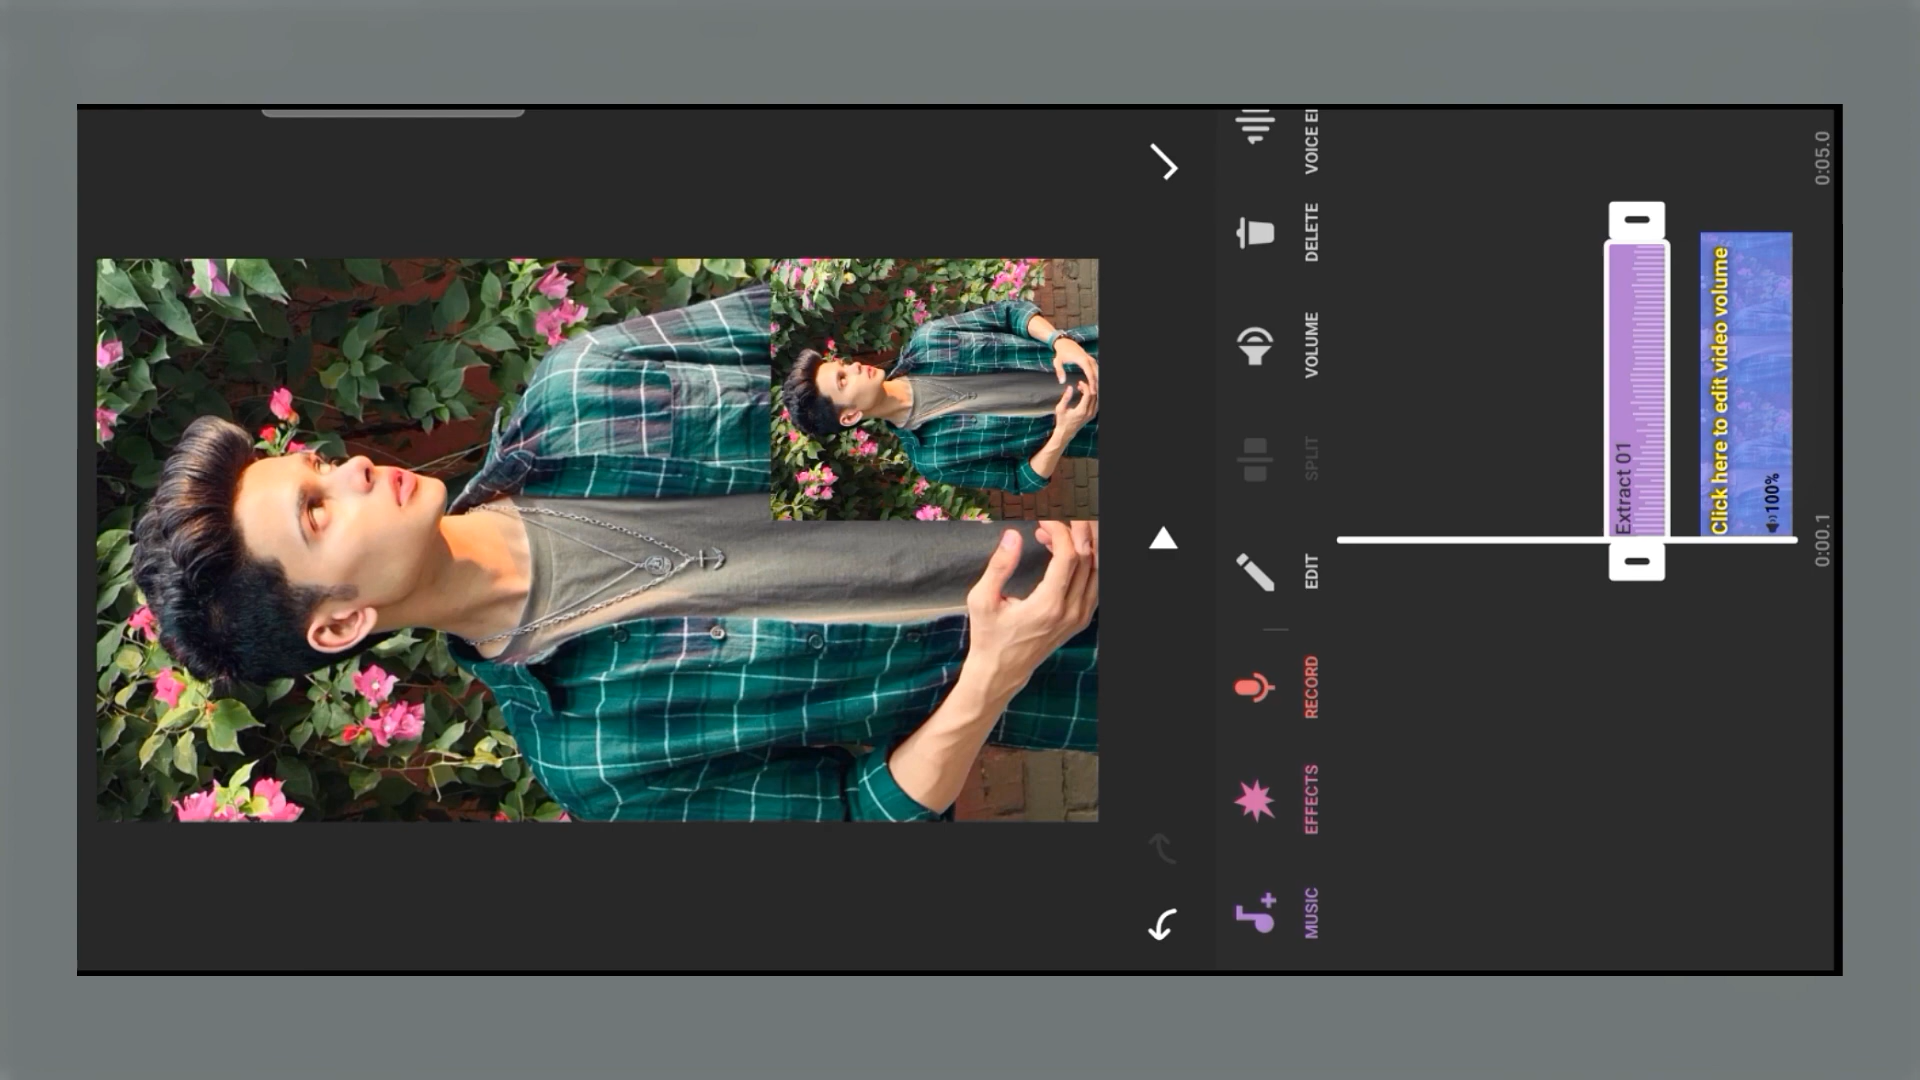 MUSIC
EFFECTS
RECORD
EDIT
SPLIT
VOLUME
DELETE
VOICE
Extract 01
Click here to edit video volume
100%
0:00.1
0:05.0